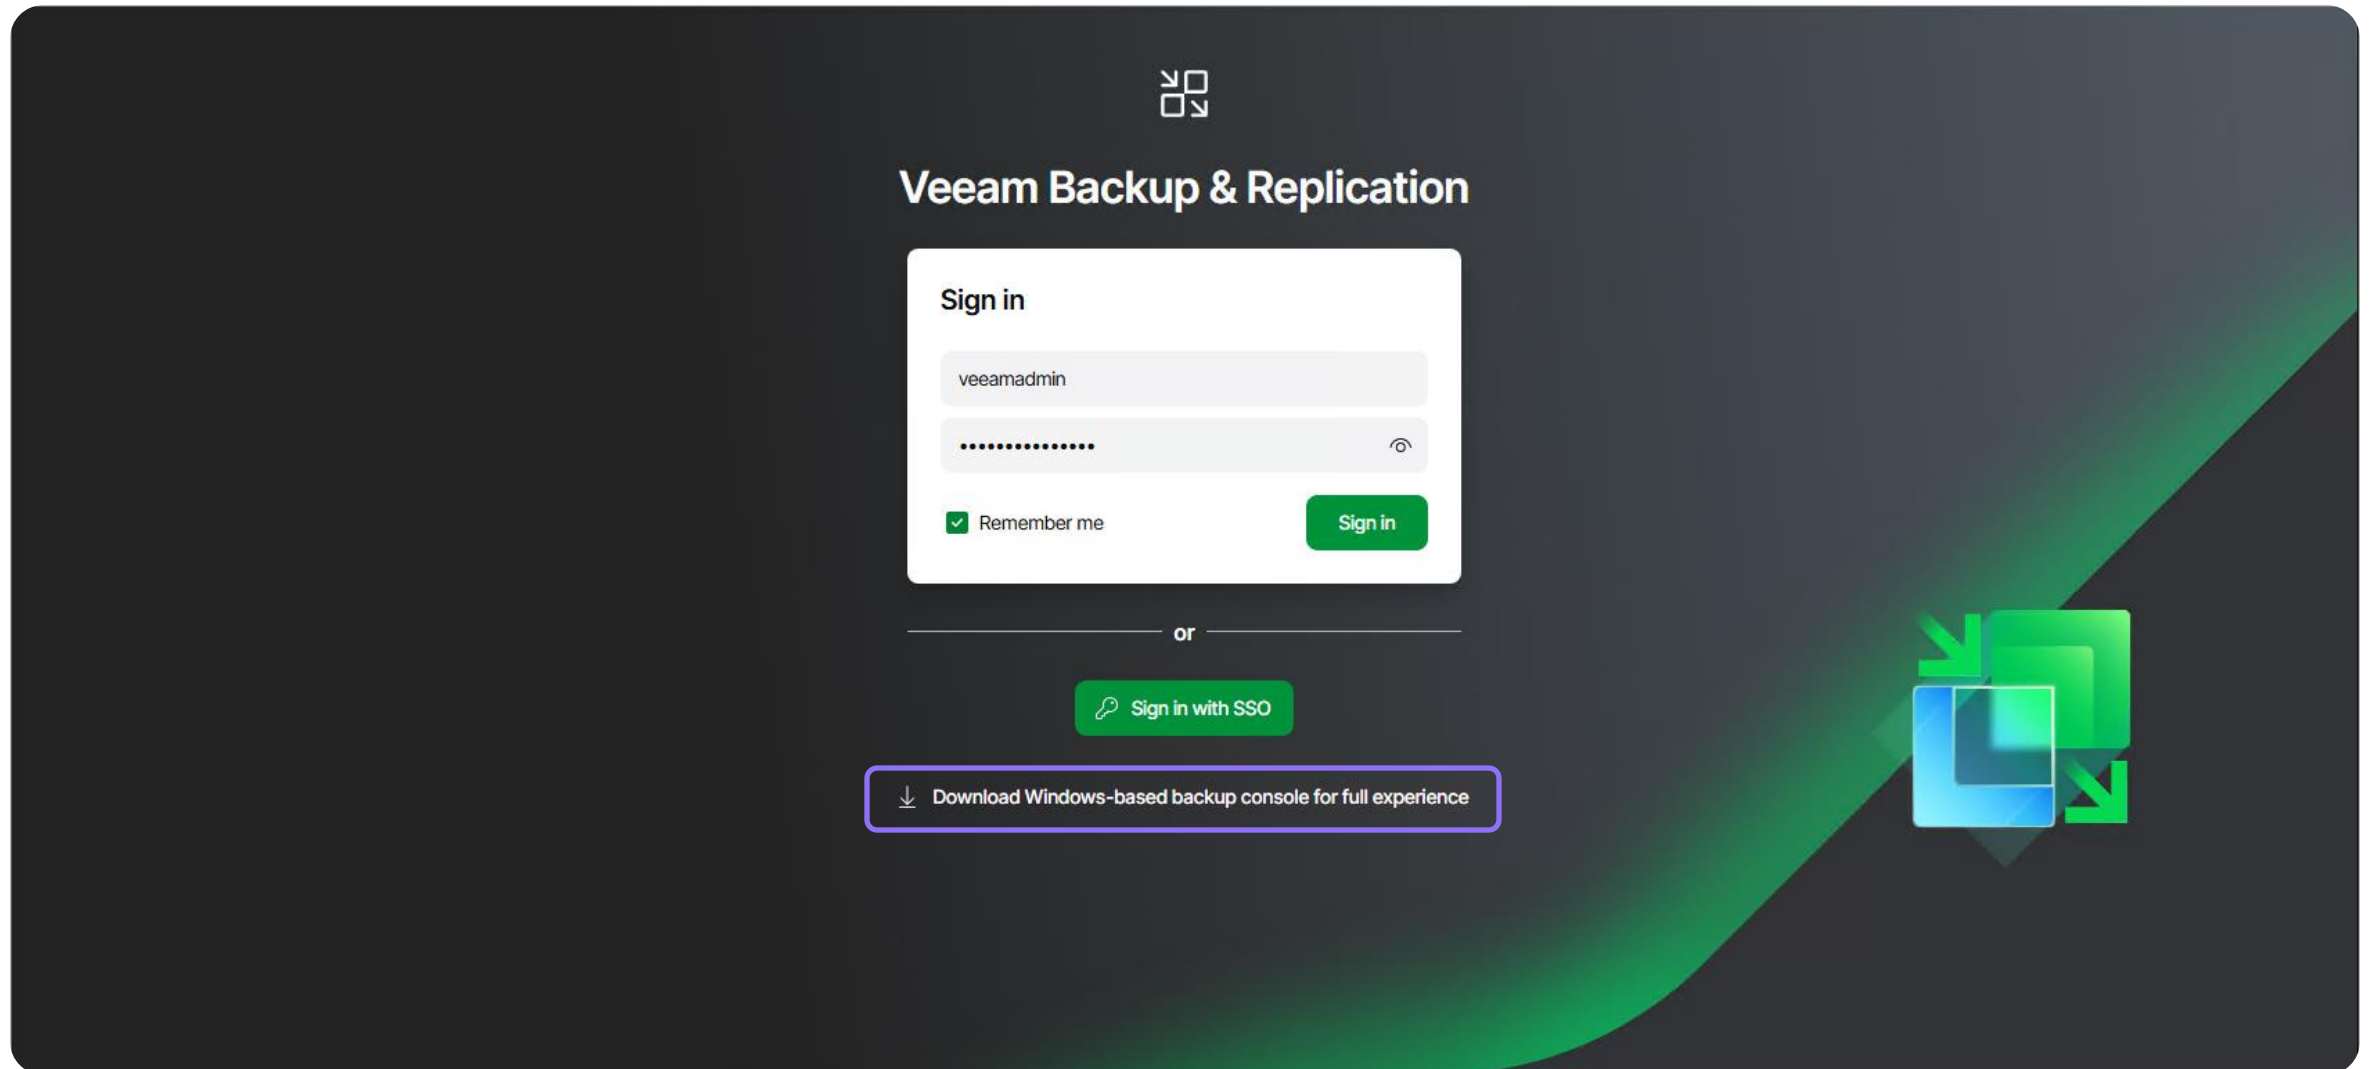 Veeam Backup & Replication
Sign in
veeamadmin
•••••••••••••••
Remember me
Sign in
or
Sign in with SSO
Download Windows-based backup console for full experience